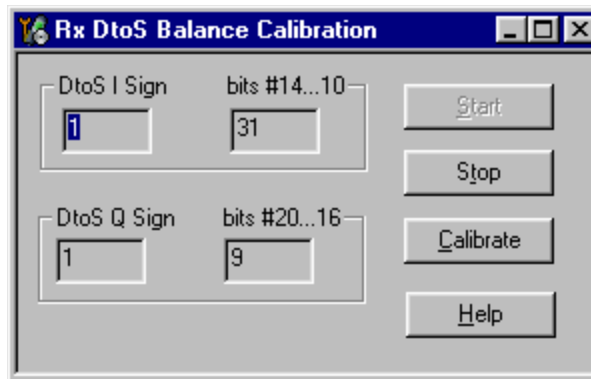 Rx DtoS Balance Calibration
DtoS I Sign bits #14...10
1 31
Start
Stop
DtoS Q Sign bits #20...16
1 9
Calibrate
Help